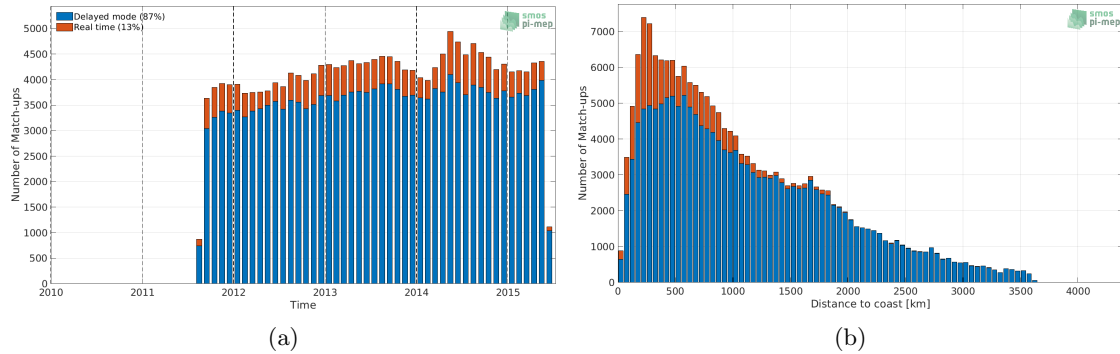 Delayed mode (87%)
Real time (13%)
smos
pi-mep
Number of Match-ups
5000
4500
4000
3500
3000
2500
2000
1500
1000
500
0
2010
2011
2012
2013
2014
2015
Time
(a)
smos
pi-mep
Number of Match-ups
7000
6000
5000
4000
3000
2000
1000
0
0
500
1000
1500
2000
2500
3000
3500
4000
Distance to coast [km]
(b)